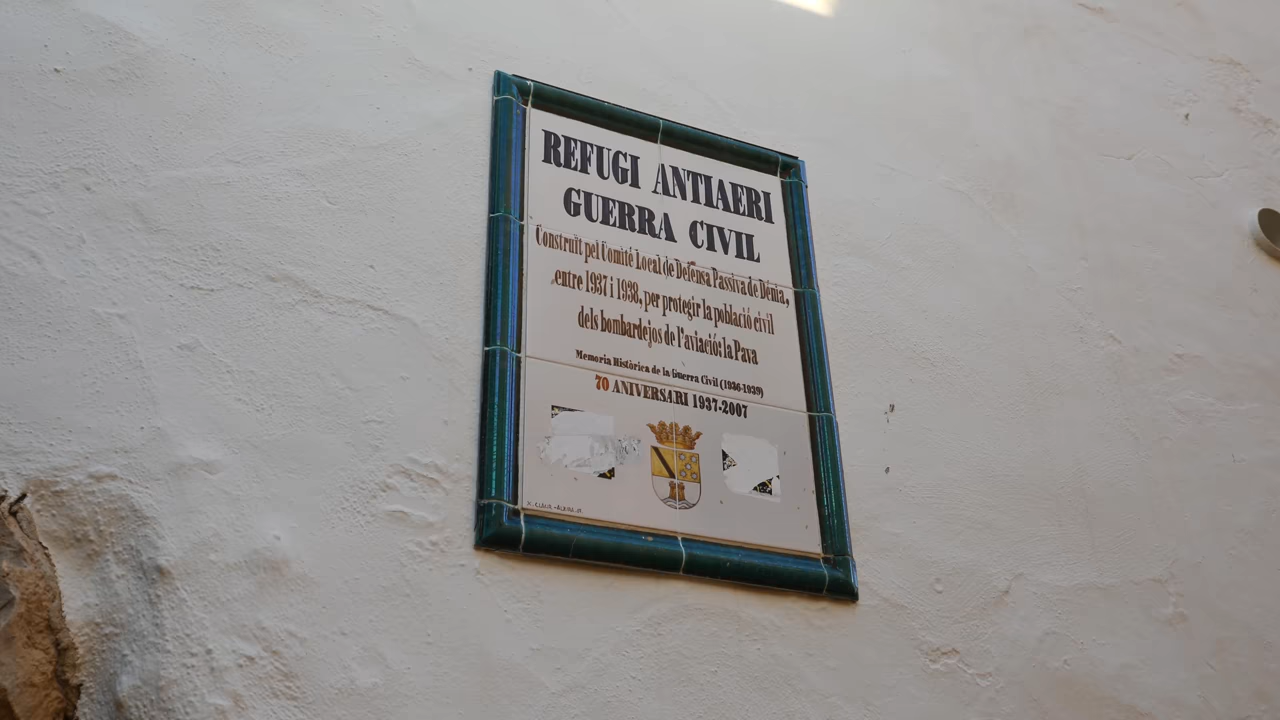 REFUGI ANTIAERI
GUERRA CIVIL
Construït pel Comité Local de Defensa Passiva de Dénia,
entre 1937 i 1938, per protegir la població civil
dels bombardejos de l'aviació: la Pava
Memoria Històrica de la Guerra Civil (1936-1939)
70 ANIVERSARI 1937-2007